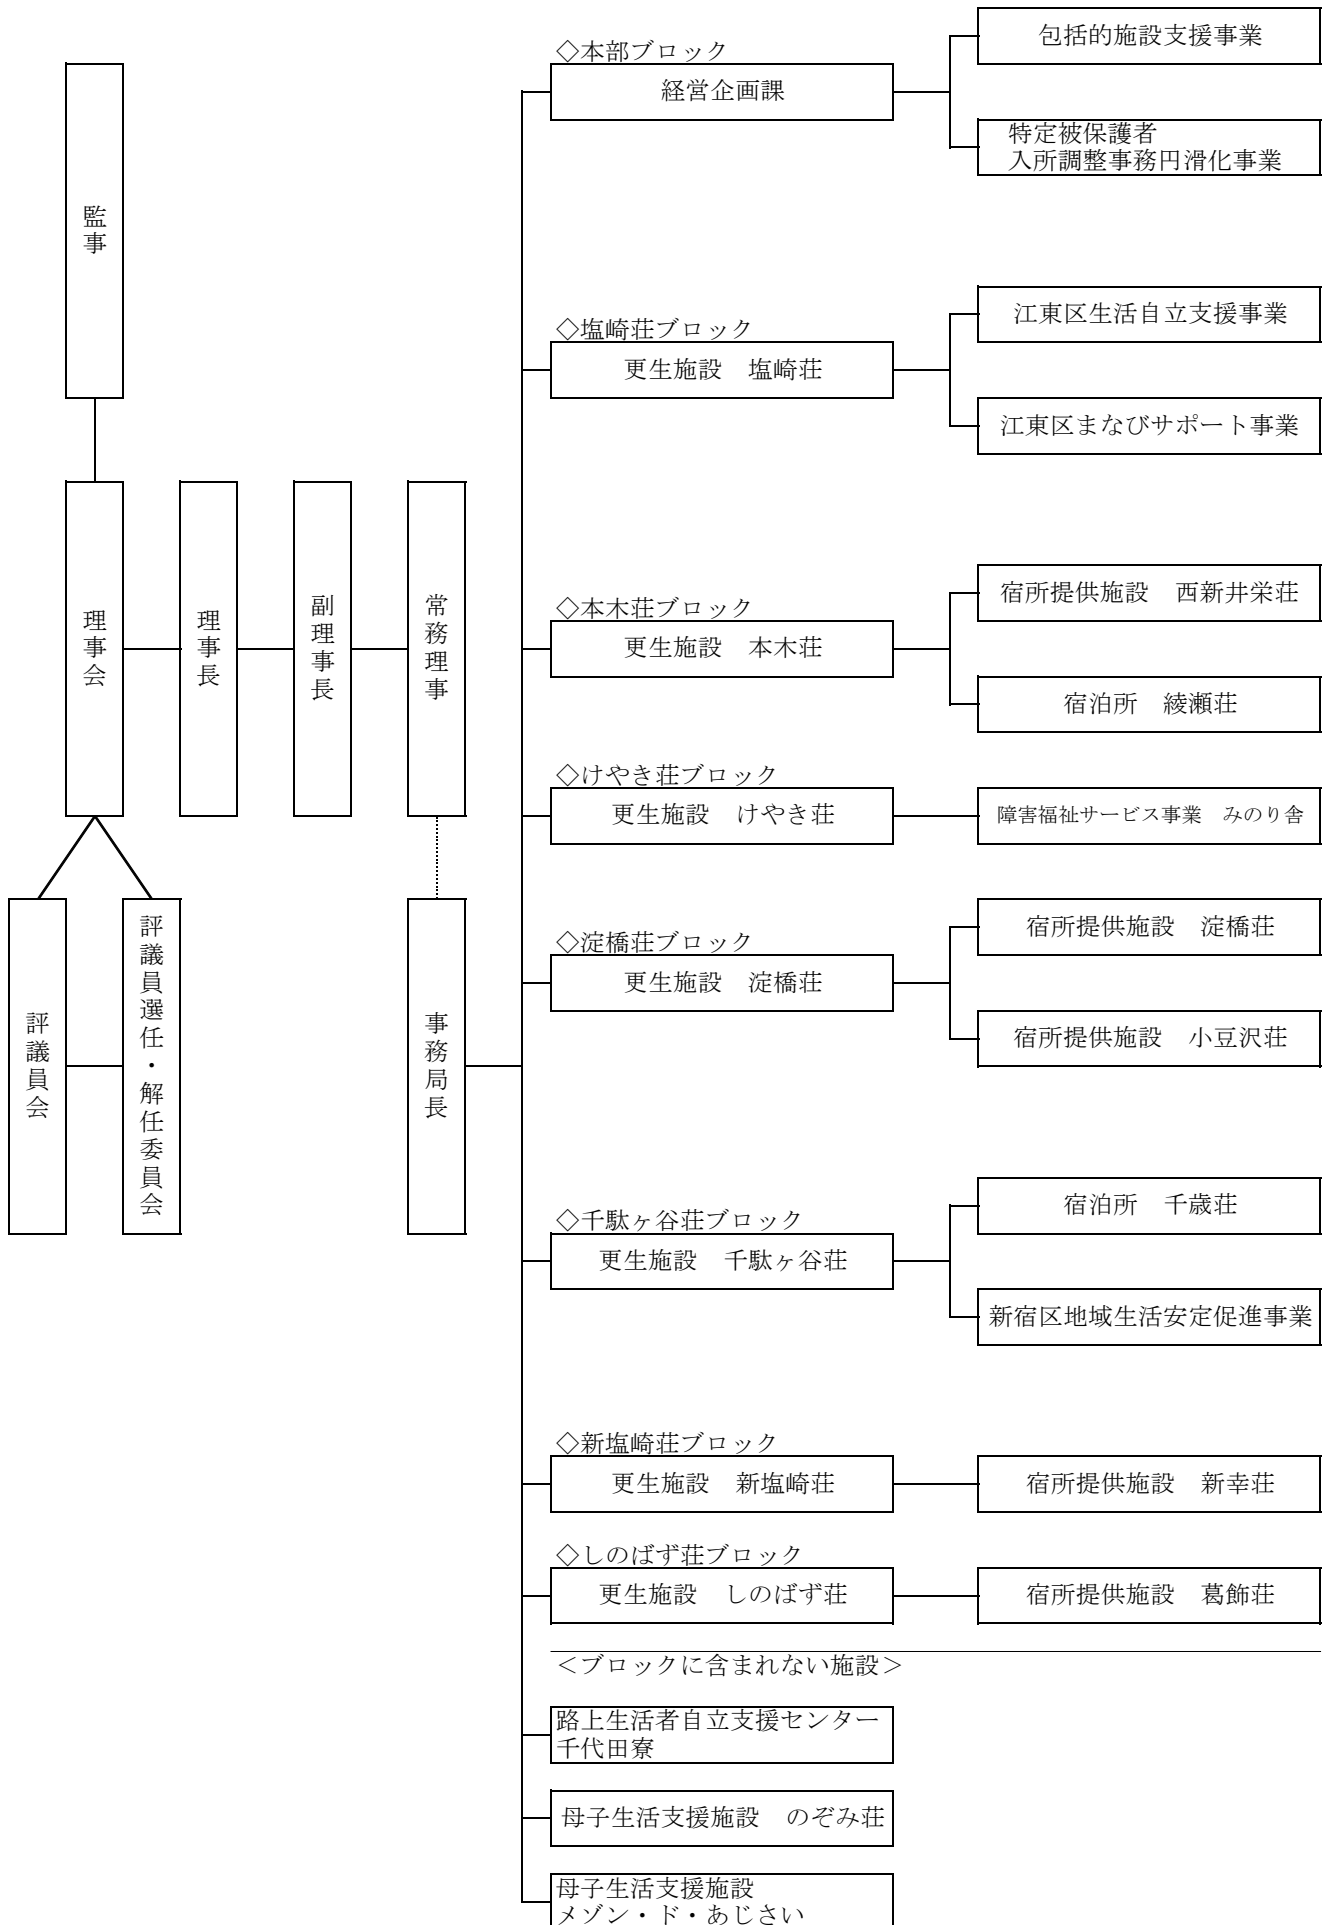 監事
理事会
理事長
副理事長
常務理事
評議員会
評議員選任・解任委員会
事務局長
◇本部ブロック
経営企画課
包括的施設支援事業
特定被保護者
入所調整事務円滑化事業
◇塩崎荘ブロック
更生施設　塩崎荘
江東区生活自立支援事業
江東区まなびサポート事業
◇本木荘ブロック
更生施設　本木荘
宿所提供施設　西新井栄荘
宿泊所　綾瀬荘
◇けやき荘ブロック
更生施設　けやき荘
障害福祉サービス事業　みのり舎
◇淀橋荘ブロック
更生施設　淀橋荘
宿所提供施設　淀橋荘
宿所提供施設　小豆沢荘
◇千駄ヶ谷荘ブロック
更生施設　千駄ヶ谷荘
宿泊所　千歳荘
新宿区地域生活安定促進事業
◇新塩崎荘ブロック
更生施設　新塩崎荘
宿所提供施設　新幸荘
◇しのばず荘ブロック
更生施設　しのばず荘
宿所提供施設　葛飾荘
＜ブロックに含まれない施設＞
路上生活者自立支援センター
千代田寮
母子生活支援施設　のぞみ荘
母子生活支援施設
メゾン・ド・あじさい